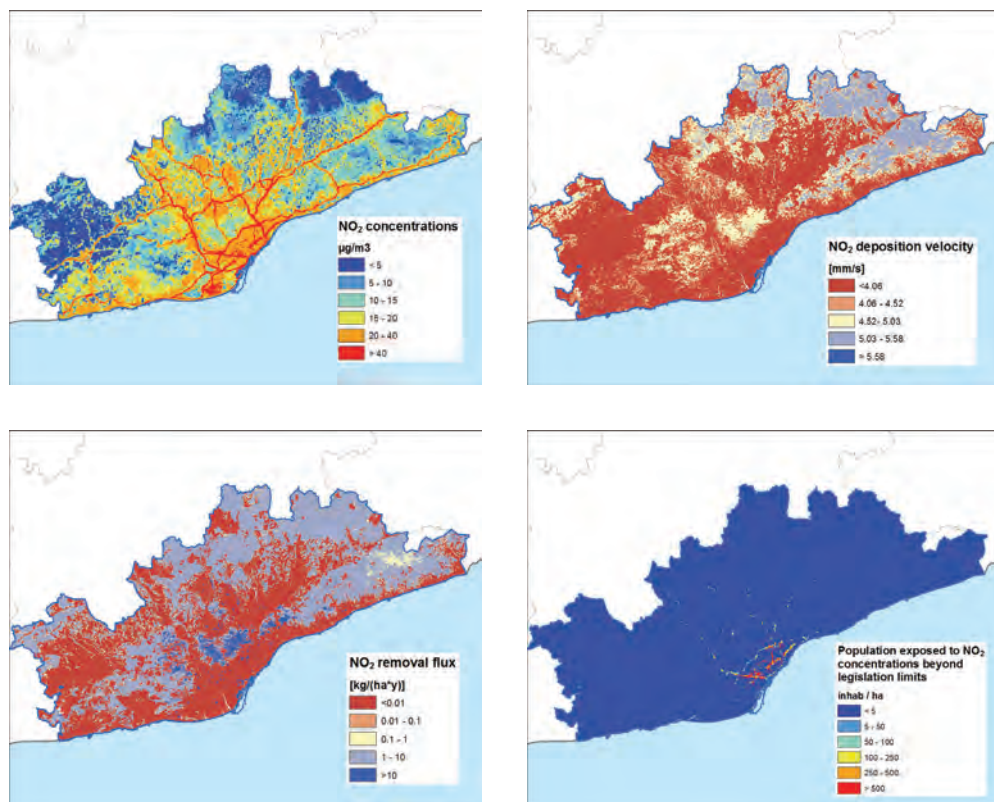 NO₂ concentrations
µg/m3
< 5
5 - 10
10 - 15
15 - 20
20 - 40
> 40
NO₂ deposition velocity
[mm/s]
<4.06
4.06 - 4.52
4.52- 5.03
5.03 - 5.58
> 5.58
NO₂ removal flux
[kg/(ha*y)]
<0.01
0.01 - 0.1
0.1 - 1
1 - 10
>10
Population exposed to NO₂
concentrations beyond
legislation limits
inhab / ha
< 5
5 - 50
50 - 100
100 - 250
250 - 500
> 500